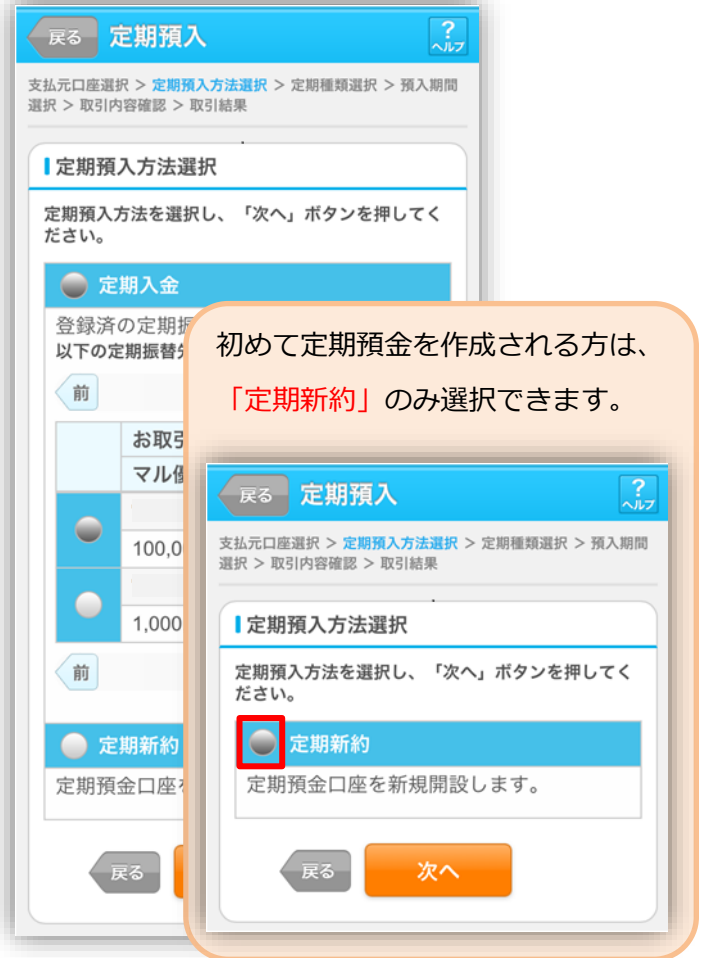 戻る 定期預入 ?
ヘルプ
支払元口座選択 > 定期預入方法選択 > 定期種類選択 > 預入期間
選択 > 取引内容確認 > 取引結果
定期預入方法選択
定期預入方法を選択し、「次へ」ボタンを押してく
ださい。
定期入金
登録済の定期振
以下の定期振替先
前
お取引
マル優
100,0
1,000
前
定期新約
定期預金口座を
戻る
初めて定期預金を作成される方は、
「定期新約」のみ選択できます。
戻る 定期預入 ?
ヘルプ
支払元口座選択 > 定期預入方法選択 > 定期種類選択 > 預入期間
選択 > 取引内容確認 > 取引結果
定期預入方法選択
定期預入方法を選択し、「次へ」ボタンを押してく
ださい。
定期新約
定期預金口座を新規開設します。
戻る 次へ